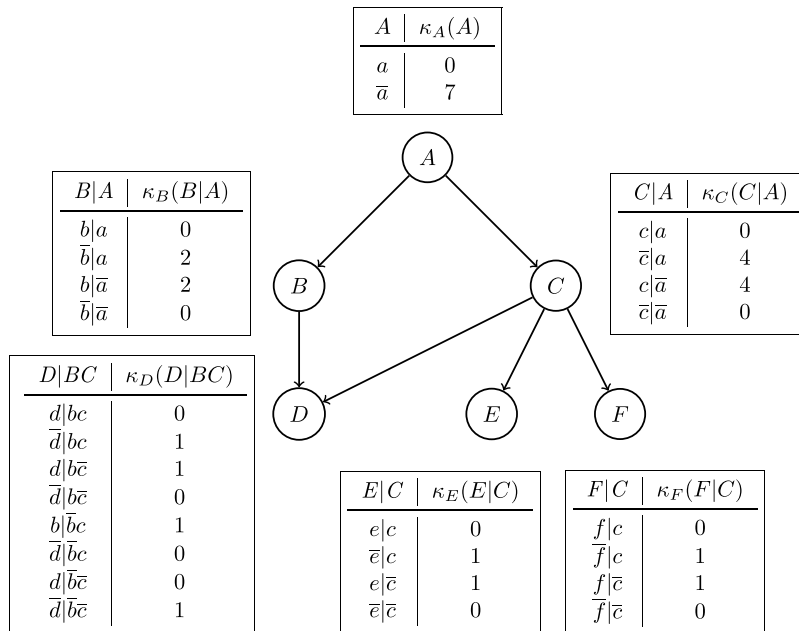 A κ_A(A)
a 0
a̅ 7
A
B|A κ_B(B|A)
b|a 0
b̅|a 2
b|a̅ 2
b̅|a̅ 0
C|A κ_C(C|A)
c|a 0
c̅|a 4
c|a̅ 4
c̅|a̅ 0
B C
D|BC κ_D(D|BC)
d|bc 0
d̅|bc 1
d|bc̅ 1
d̅|bc̅ 0
b|b̅c 1
d̅|b̅c 0
d|b̅c̅ 0
d̅|b̅c̅ 1
D E F
E|C κ_E(E|C)
e|c 0
e̅|c 1
e|c̅ 1
e̅|c̅ 0
F|C κ_F(F|C)
f|c 0
f̅|c 1
f|c̅ 1
f̅|c̅ 0